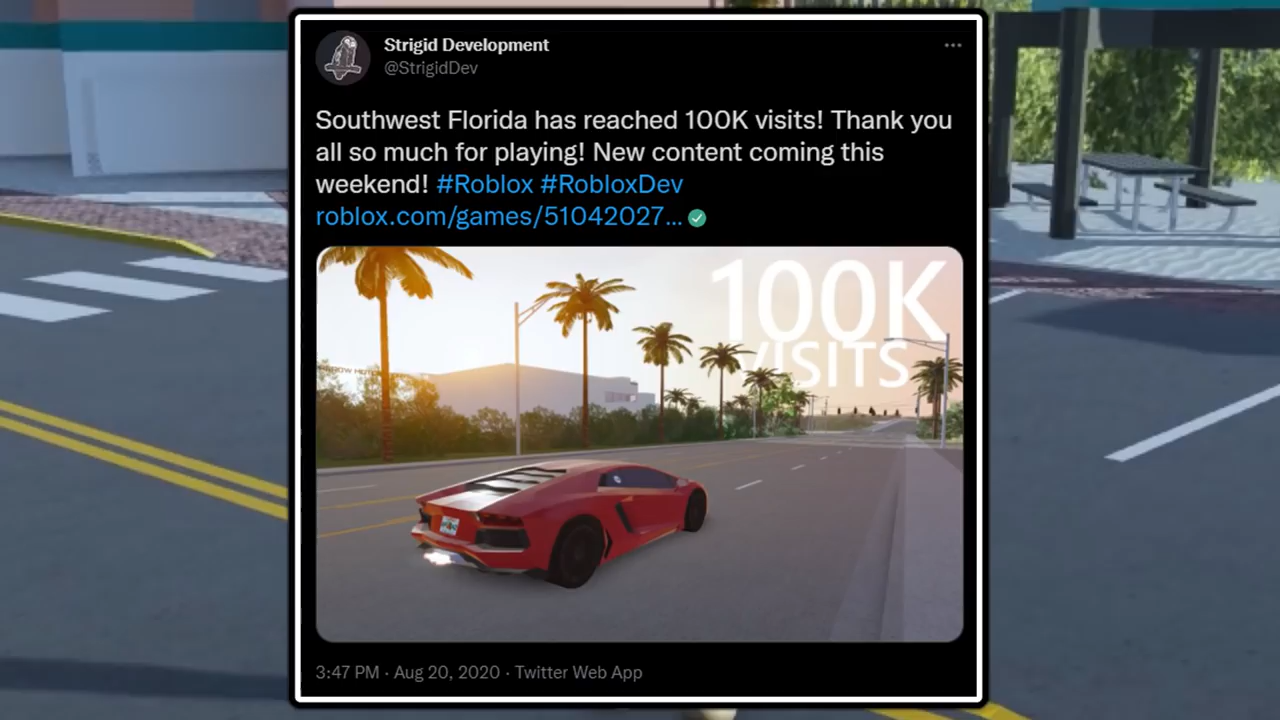 Strigid Development
@StrigidDev
Southwest Florida has reached 100K visits! Thank you
all so much for playing! New content coming this
weekend! #Roblox #RobloxDev
roblox.com/games/51042027...
100K
VISITS
3:47 PM · Aug 20, 2020 · Twitter Web App